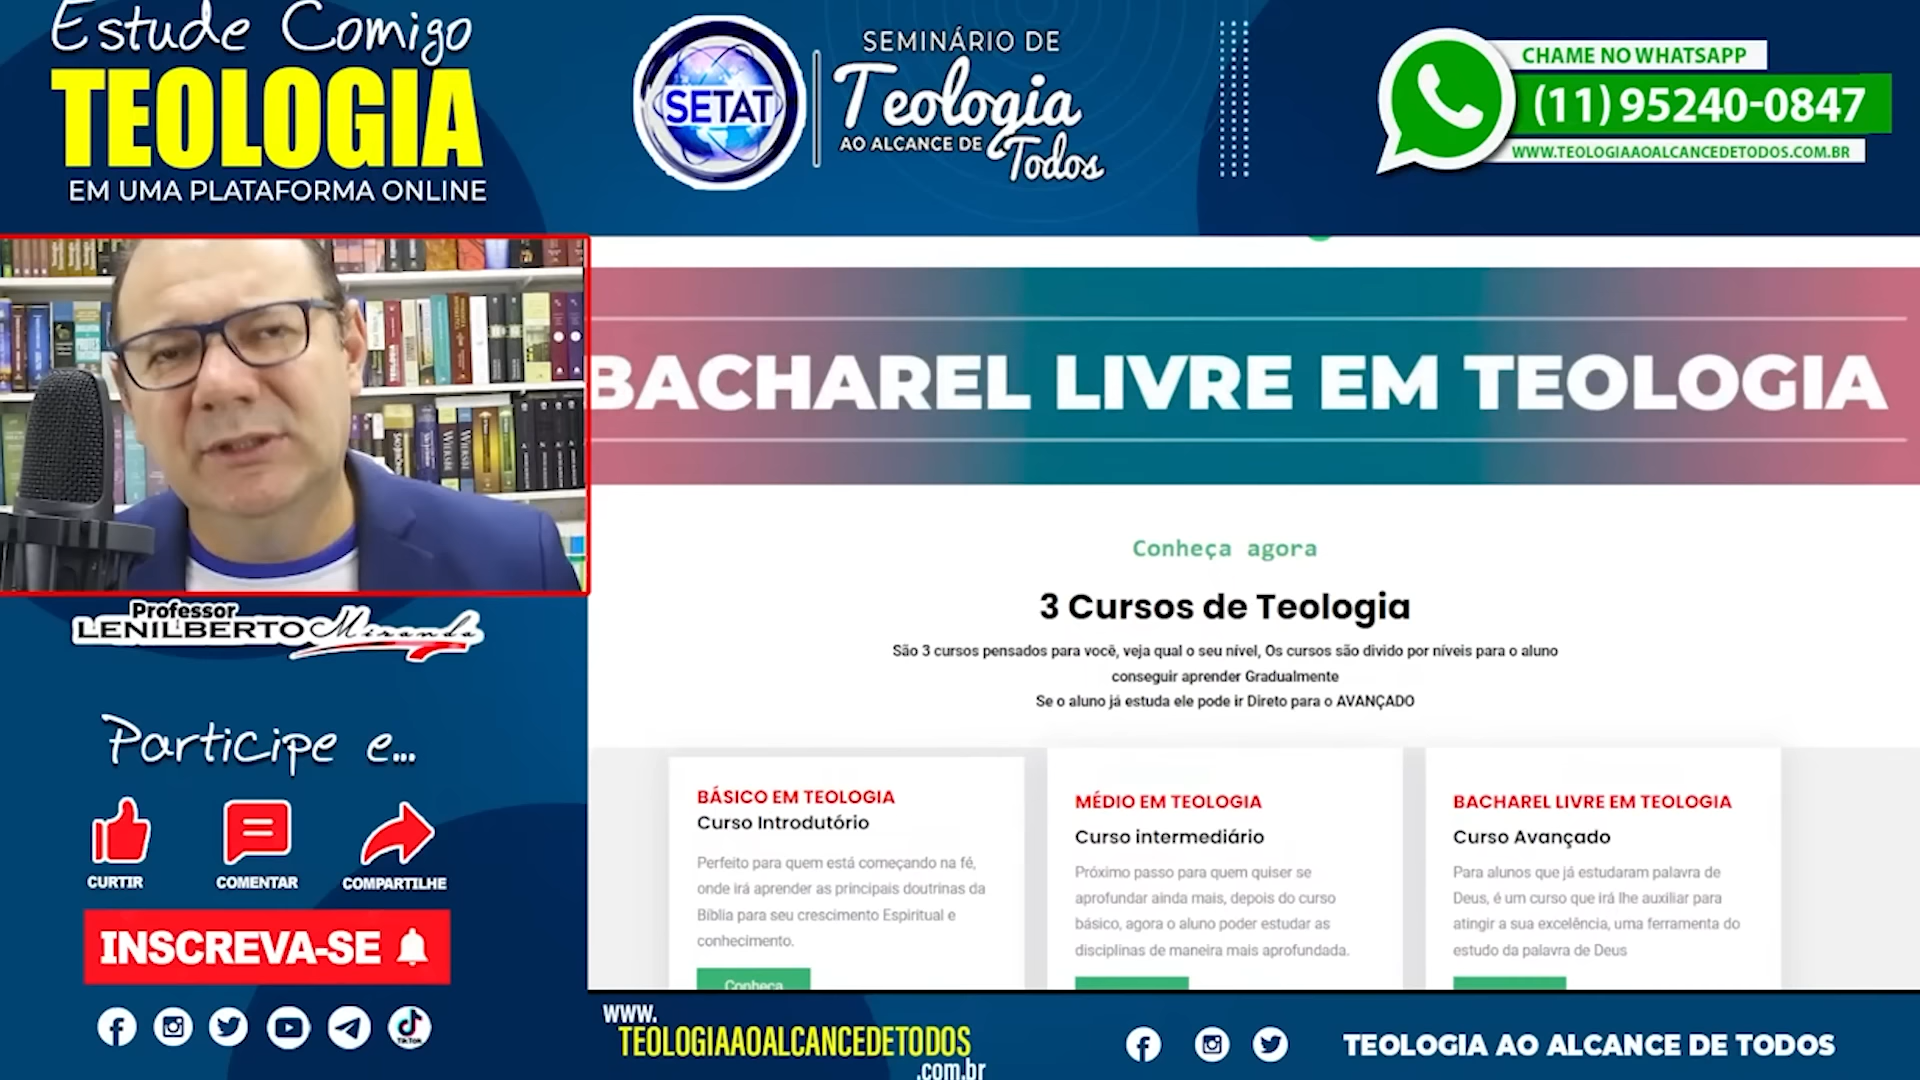 Estude Comigo
TEOLOGIA
EM UMA PLATAFORMA ONLINE
SETAT
SEMINÁRIO DE
Teologia
AO ALCANCE DE
Todos
CHAME NO WHATSAPP
(11) 95240-0847
WWW.TEOLOGIAAOALCANCEDETODOS.COM.BR
WIERSBE
WIERSBE
Professor
LENILBERTO Miranda
Participe e...
CURTIR
COMENTAR
COMPARTILHE
INSCREVA-SE
TikTok
BACHAREL LIVRE EM TEOLOGIA
Conheça agora
3 Cursos de Teologia
São 3 cursos pensados para você, veja qual o seu nível, Os cursos são divido por níveis para o aluno
conseguir aprender Gradualmente
Se o aluno já estuda ele pode ir Direto para o AVANÇADO
BÁSICO EM TEOLOGIA
Curso Introdutório
Perfeito para quem está começando na fé,
onde irá aprender as principais doutrinas da
Bíblia para seu crescimento Espiritual e
conhecimento.
Conheça
MÉDIO EM TEOLOGIA
Curso intermediário
Próximo passo para quem quiser se
aprofundar ainda mais, depois do curso
básico, agora o aluno poder estudar as
disciplinas de maneira mais aprofundada.
BACHAREL LIVRE EM TEOLOGIA
Curso Avançado
Para alunos que já estudaram palavra de
Deus, é um curso que irá lhe auxiliar para
atingir a sua excelência, uma ferramenta do
estudo da palavra de Deus
www.
TEOLOGIAAOALCANCEDETODOS
.com.br
TEOLOGIA AO ALCANCE DE TODOS